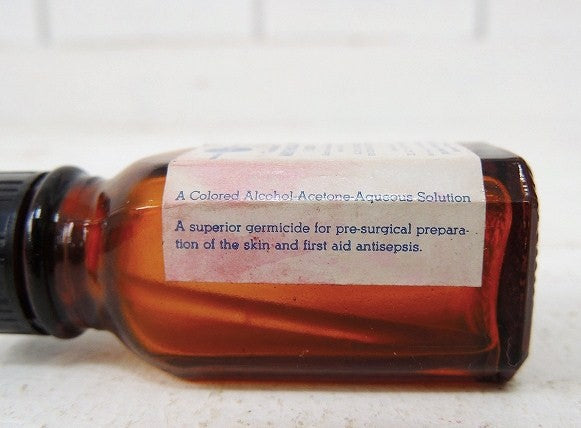 A Colored Alcohol-Acetone-Aqueous Solution
A superior germicide for pre-surgical prepara-
tion of the skin and first aid antisepsis.